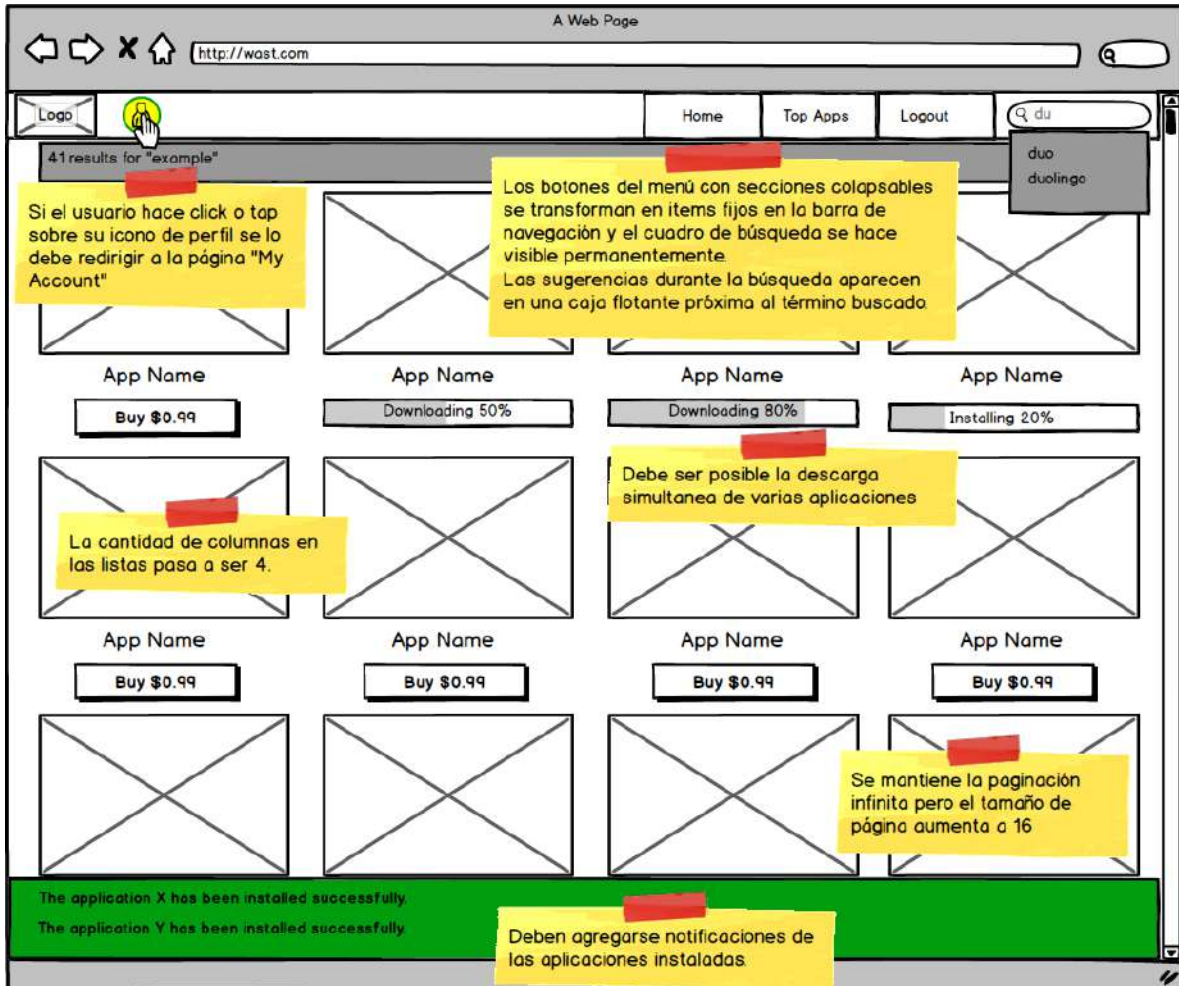 A Web Page
http://wast.com
Logo
Home
Top Apps
Logout
du
duo
duolingo
41 results for "example"
Si el usuario hace click o tap
sobre su icono de perfil se lo
debe redirigir a la página "My
Account"
Los botones del menú con secciones colapsables
se transforman en items fijos en la barra de
navegación y el cuadro de búsqueda se hace
visible permanentemente.
Las sugerencias durante la búsqueda aparecen
en una caja flotante próxima al término buscado.
App Name
App Name
App Name
App Name
Buy $0.99
Downloading 50%
Downloading 80%
Installing 20%
La cantidad de columnas en
las listas pasa a ser 4.
Debe ser posible la descarga
simultanea de varias aplicaciones
App Name
App Name
App Name
App Name
Buy $0.99
Buy $0.99
Buy $0.99
Buy $0.99
Se mantiene la paginación
infinita pero el tamaño de
página aumenta a 16
The application X has been installed successfully.
The application Y has been installed successfully.
Deben agregarse notificaciones de
las aplicaciones instaladas.